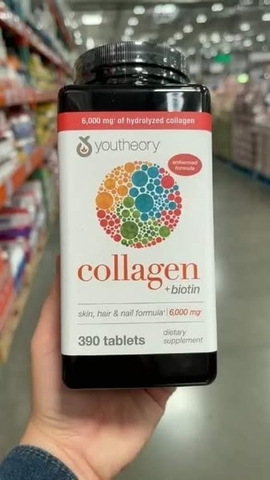 6,000 mg* of hydrolyzed collagen
youtheory
enhanced
formula
collagen
+biotin
skin, hair & nail formula* | 6,000 mg*
390 tablets
dietary
supplement